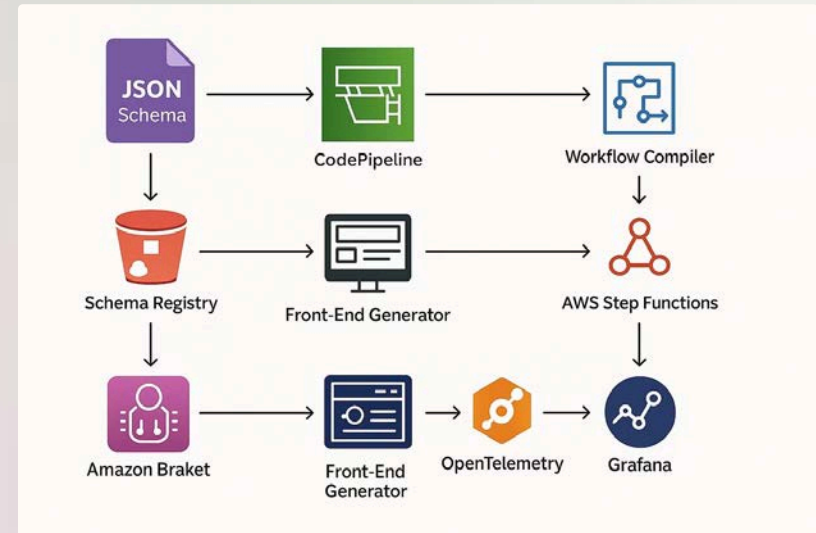 JSON
Schema
CodePipeline
Workflow Compiler
Schema Registry
Front-End Generator
AWS Step Functions
Amazon Braket
Front-End
Generator
OpenTelemetry
Grafana